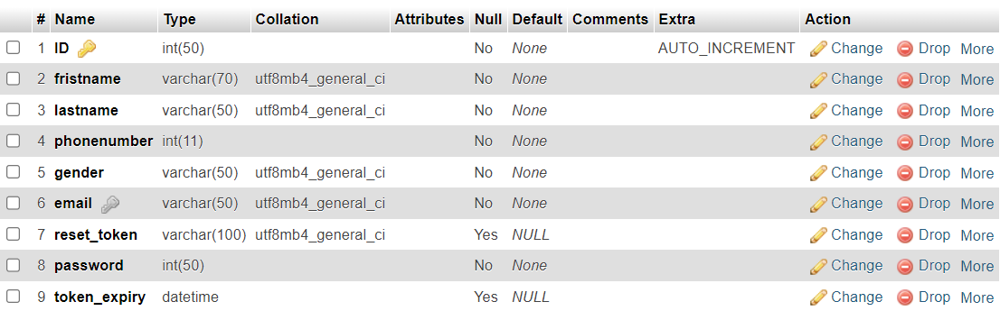 # Name Type Collation Attributes Null Default Comments Extra Action
1 ID int(50) No None AUTO_INCREMENT Change Drop More
2 fristname varchar(70) utf8mb4_general_ci No None Change Drop More
3 lastname varchar(50) utf8mb4_general_ci No None Change Drop More
4 phonenumber int(11) No None Change Drop More
5 gender varchar(50) utf8mb4_general_ci No None Change Drop More
6 email varchar(50) utf8mb4_general_ci No None Change Drop More
7 reset_token varchar(100) utf8mb4_general_ci Yes NULL Change Drop More
8 password int(50) No None Change Drop More
9 token_expiry datetime Yes NULL Change Drop More